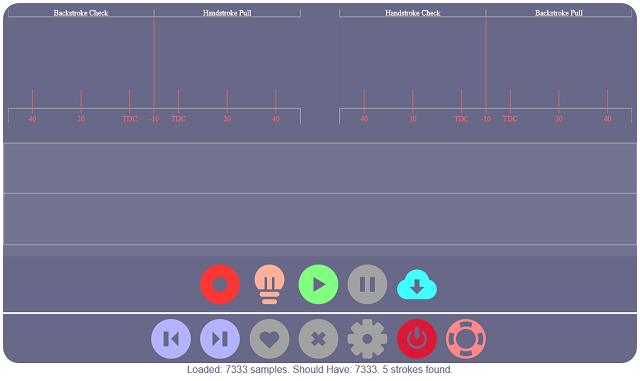 Backstroke Check Handstroke Pull Handstroke Check Backstroke Pull
40 20 TDC -10 TDC 20 40 40 20 TDC -10 TDC 20 40
Loaded: 7333 samples. Should Have: 7333. 5 strokes found.